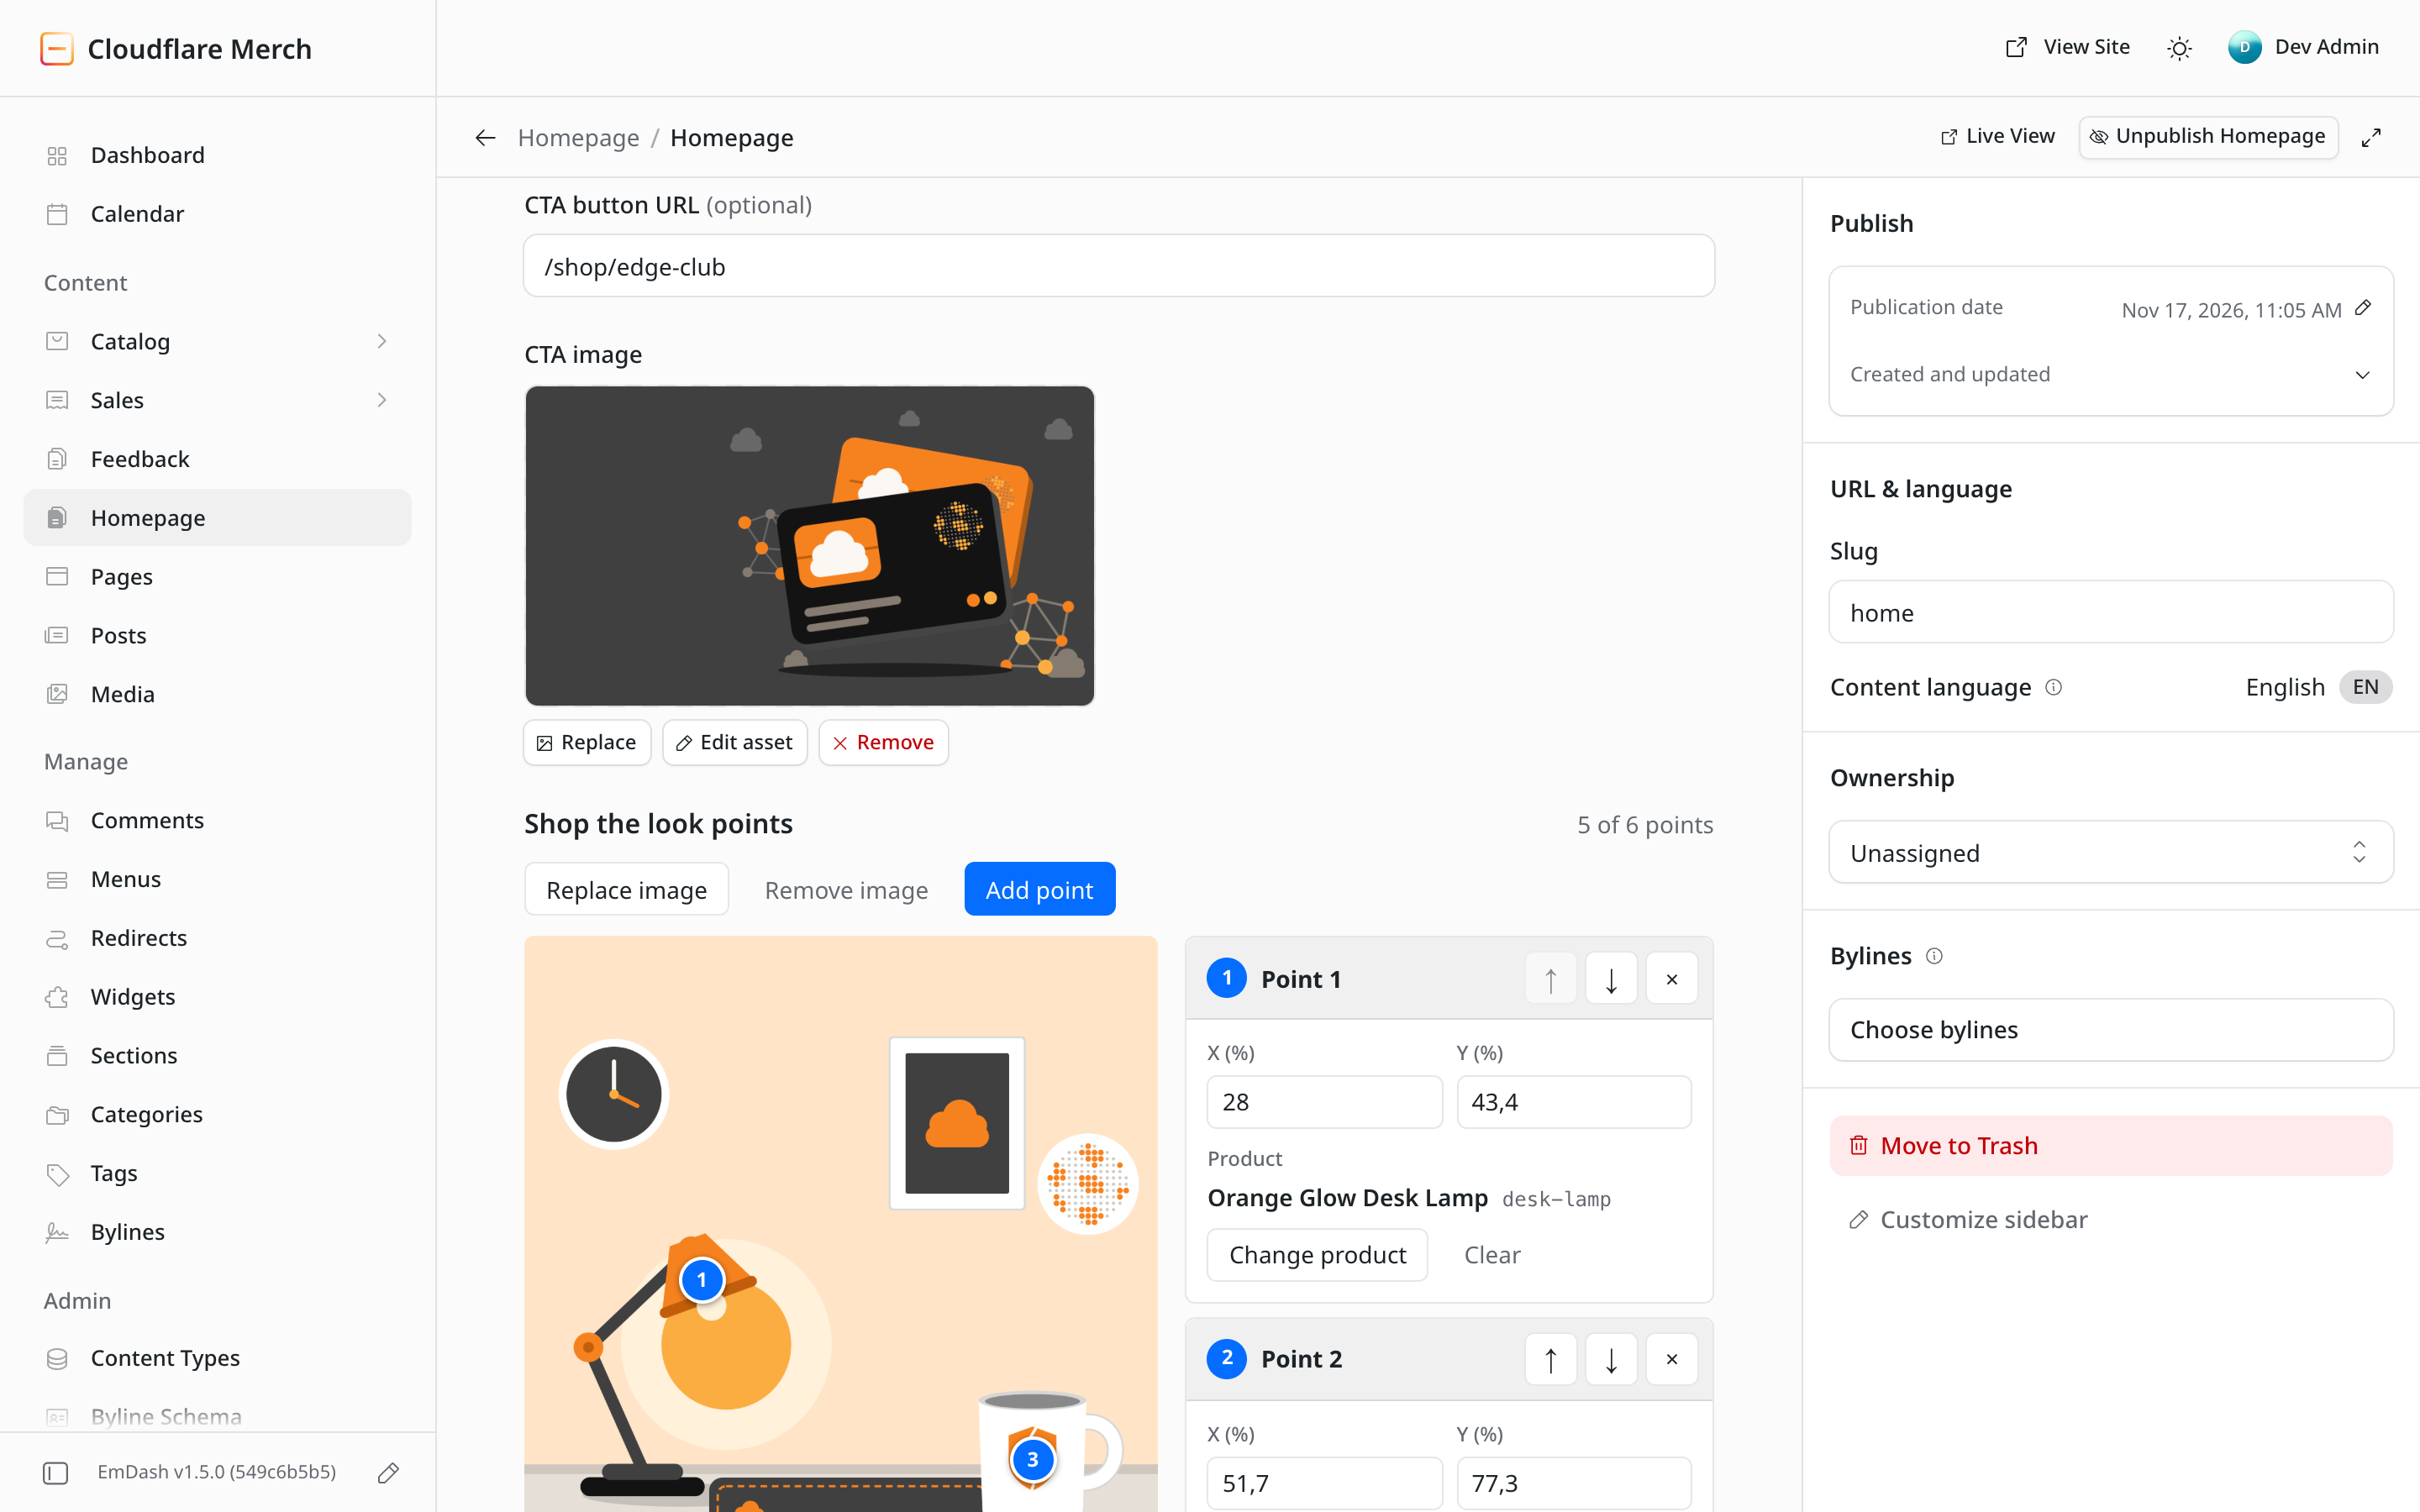 Cloudflare Merch
View Site
D
Dev Admin
Homepage / Homepage
Live View
Unpublish Homepage
Dashboard
Calendar
Content
Catalog
Sales
Feedback
Homepage
Pages
Posts
Media
Manage
Comments
Menus
Redirects
Widgets
Sections
Categories
Tags
Bylines
Admin
Content Types
Byline Schema
EmDash v1.5.0 (549c6b5b5)
CTA button URL (optional)
/shop/edge-club
CTA image
Replace
Edit asset
Remove
Shop the look points
5 of 6 points
Replace image
Remove image
Add point
1
3
1 Point 1
X (%)
Y (%)
28
43,4
Product
Orange Glow Desk Lamp desk-lamp
Change product
Clear
2 Point 2
X (%)
Y (%)
51,7
77,3
Publish
Publication date
Nov 17, 2026, 11:05 AM
Created and updated
URL & language
Slug
home
Content language
English EN
Ownership
Unassigned
Bylines
Choose bylines
Move to Trash
Customize sidebar